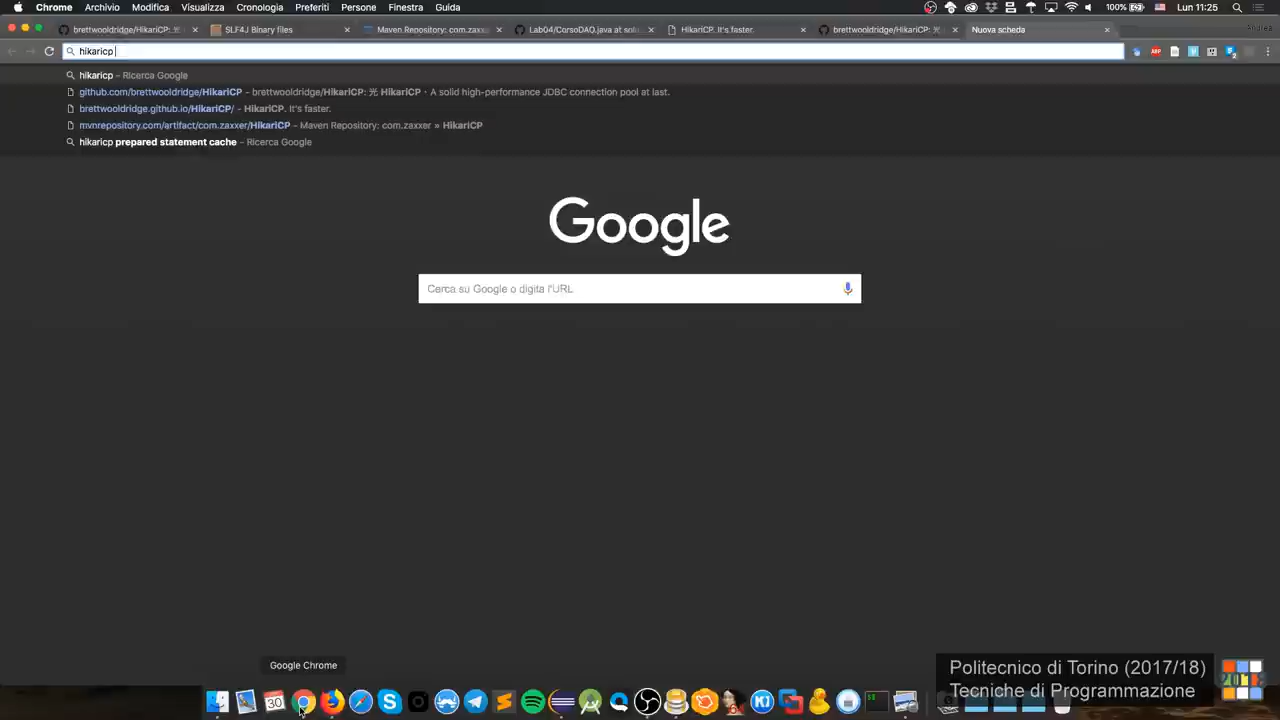 Chrome Archivio Modifica Visualizza Cronologia Preferiti Persone Finestra Guida 100% Lun 11:25
brettwooldridge/HikariCP: 光 SLF4J Binary files Maven Repository: com.zaxx Lab04/CorsoDAO.java at sol HikariCP. It's faster. brettwooldridge/HikariCP: 光 Nuova scheda
hikaricp
hikaricp – Ricerca Google
github.com/brettwooldridge/HikariCP – brettwooldridge/HikariCP: 光 HikariCP · A solid high-performance JDBC connection pool at last.
brettwooldridge.github.io/HikariCP/ – HikariCP. It's faster.
mvnrepository.com/artifact/com.zaxxer/HikariCP – Maven Repository: com.zaxxer » HikariCP
hikaricp prepared statement cache – Ricerca Google
Google
Cerca su Google o digita l'URL
Google Chrome
Politecnico di Torino (2017/18)
Tecniche di Programmazione